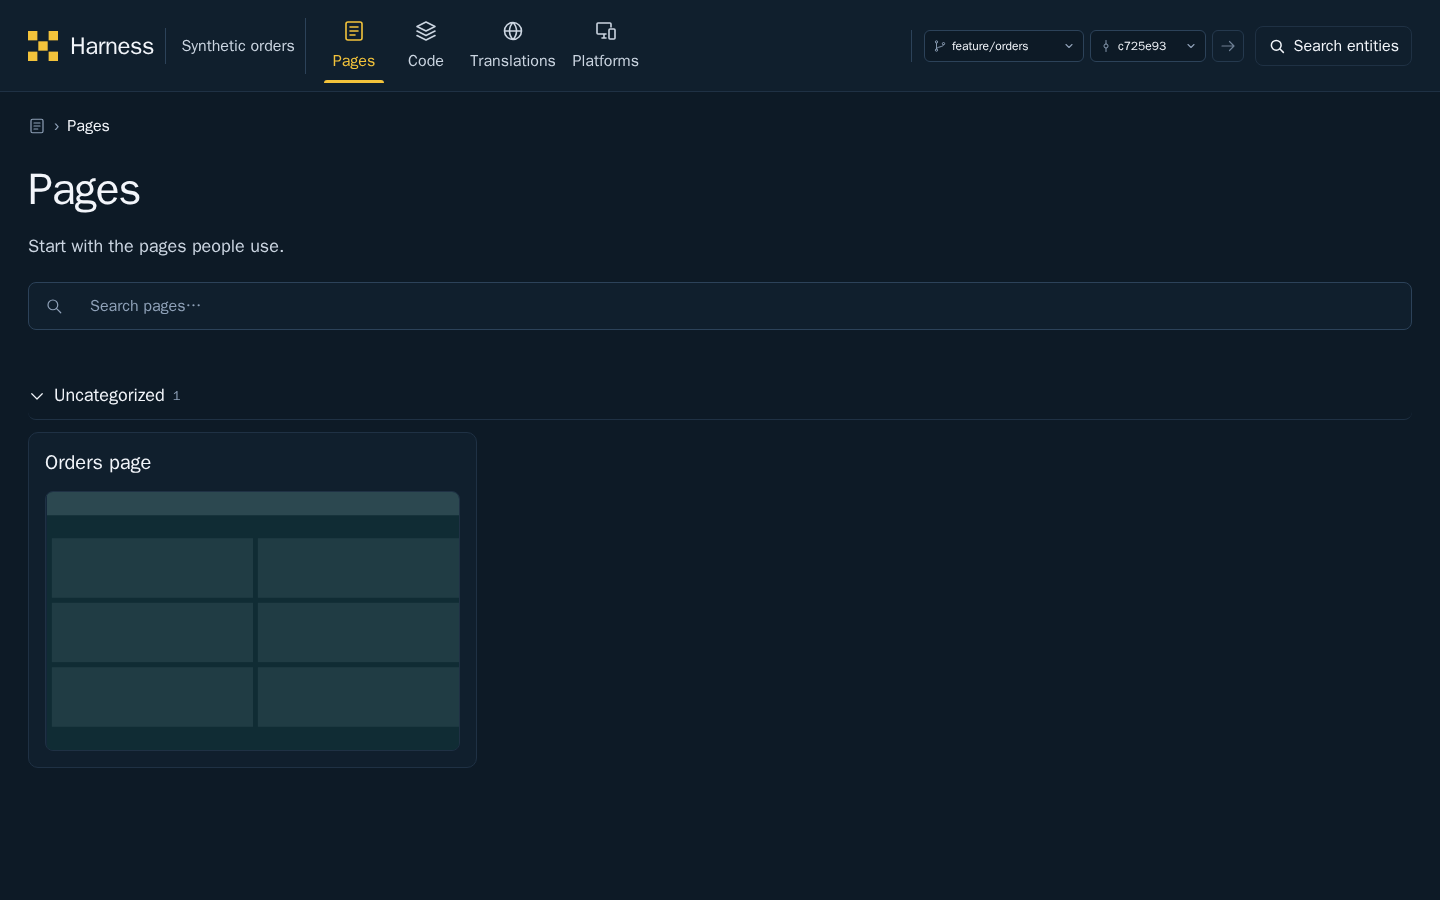 Harness
Synthetic orders
Pages
Code
Translations
Platforms
feature/orders
c725e93
Search entities
› Pages
Pages
Start with the pages people use.
Search pages…
Uncategorized 1
Orders page